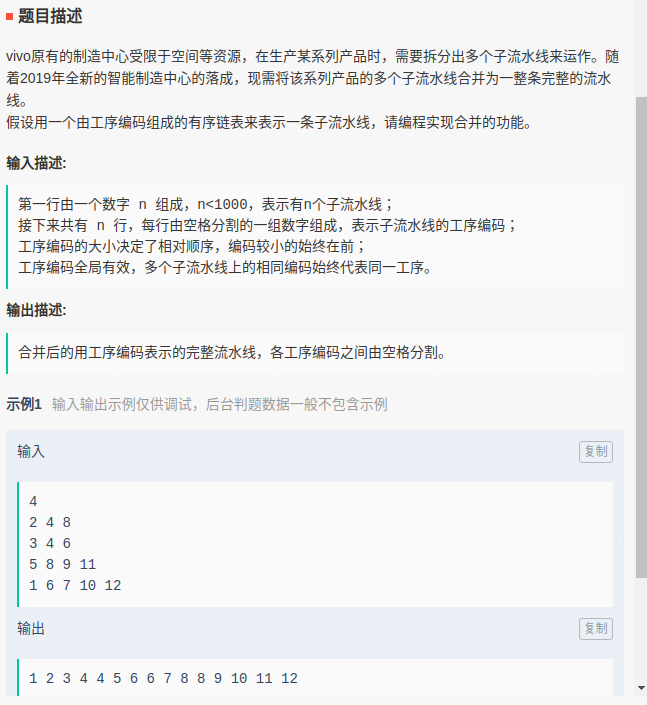 题目描述
vivo原有的制造中心受限于空间等资源，在生产某系列产品时，需要拆分出多个子流水线来运作。随
着2019年全新的智能制造中心的落成，现需将该系列产品的多个子流水线合并为一整条完整的流水
线。
假设用一个由工序编码组成的有序链表来表示一条子流水线，请编程实现合并的功能。
输入描述:
第一行由一个数字 n 组成，n<1000，表示有n个子流水线；
接下来共有 n 行，每行由空格分割的一组数字组成，表示子流水线的工序编码；
工序编码的大小决定了相对顺序，编码较小的始终在前；
工序编码全局有效，多个子流水线上的相同编码始终代表同一工序。
输出描述:
合并后的用工序编码表示的完整流水线，各工序编码之间由空格分割。
示例1 输入输出示例仅供调试，后台判题数据一般不包含示例
输入 复制
4
2 4 8
3 4 6
5 8 9 11
1 6 7 10 12
输出 复制
1 2 3 4 4 5 6 6 7 8 8 9 10 11 12